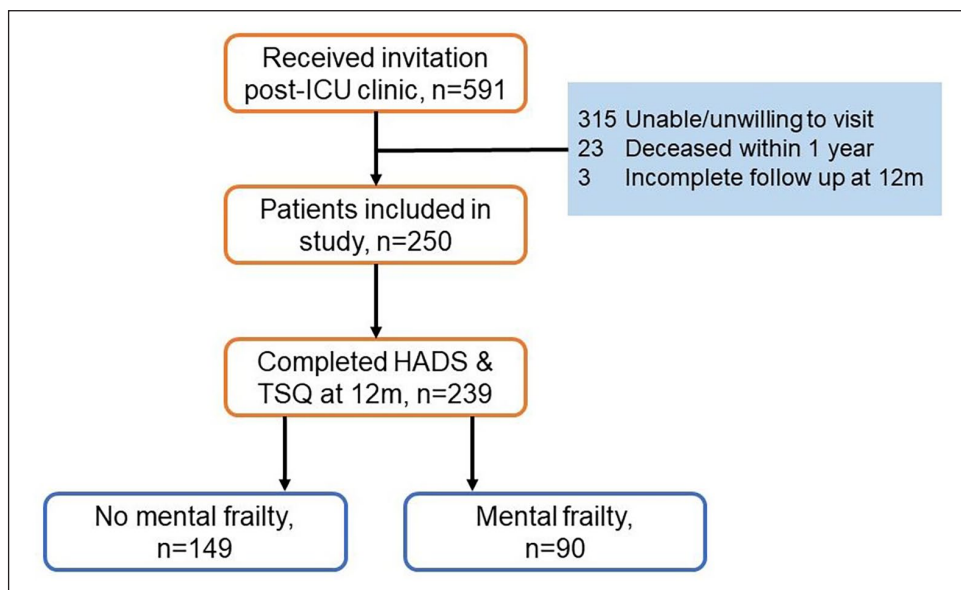 Received invitation
post-ICU clinic, n=591
315 Unable/unwilling to visit
23 Deceased within 1 year
3 Incomplete follow up at 12m
Patients included in
study, n=250
Completed HADS &
TSQ at 12m, n=239
No mental frailty,
n=149
Mental frailty,
n=90